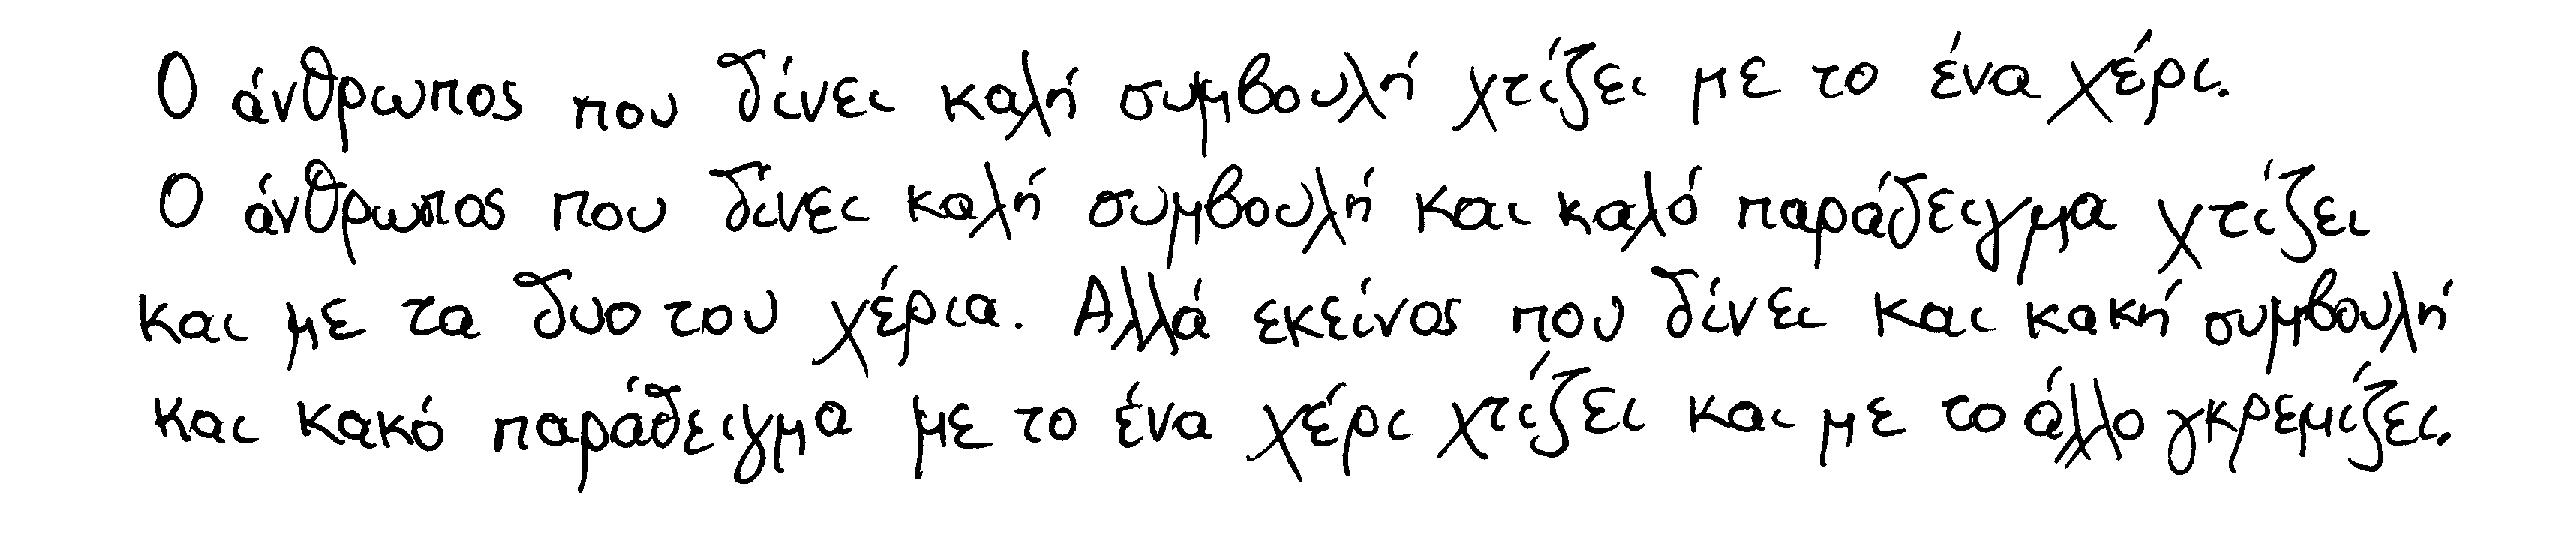 Ο άνθρωπος που δίνει καλή συμβουλή χτίζει με το ένα χέρι.
Ο άνθρωπος που δίνει καλή συμβουλή και καλό παράδειγμα χτίζει
και με τα δυο του χέρια. Αλλά εκείνος που δίνει και κακή συμβουλή
και κακό παράδειγμα με το ένα χέρι χτίζει και με το άλλο γκρεμίζει.